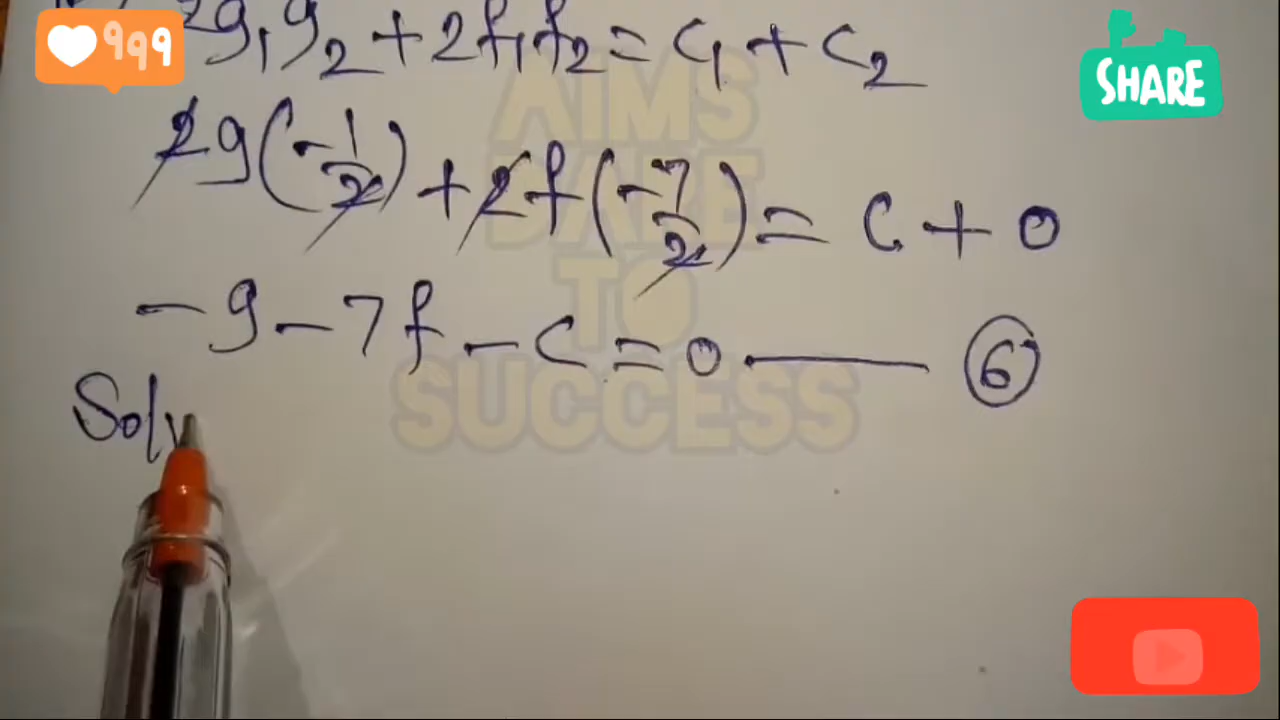 999
SHARE
2g₁g₂ + 2f₁f₂ = c₁ + c₂
2g(-1/2) + 2f(-7/2) = c + 0
-g - 7f - c = 0 —— ⑥
Solv
AIMS
DARE
TO
SUCCESS